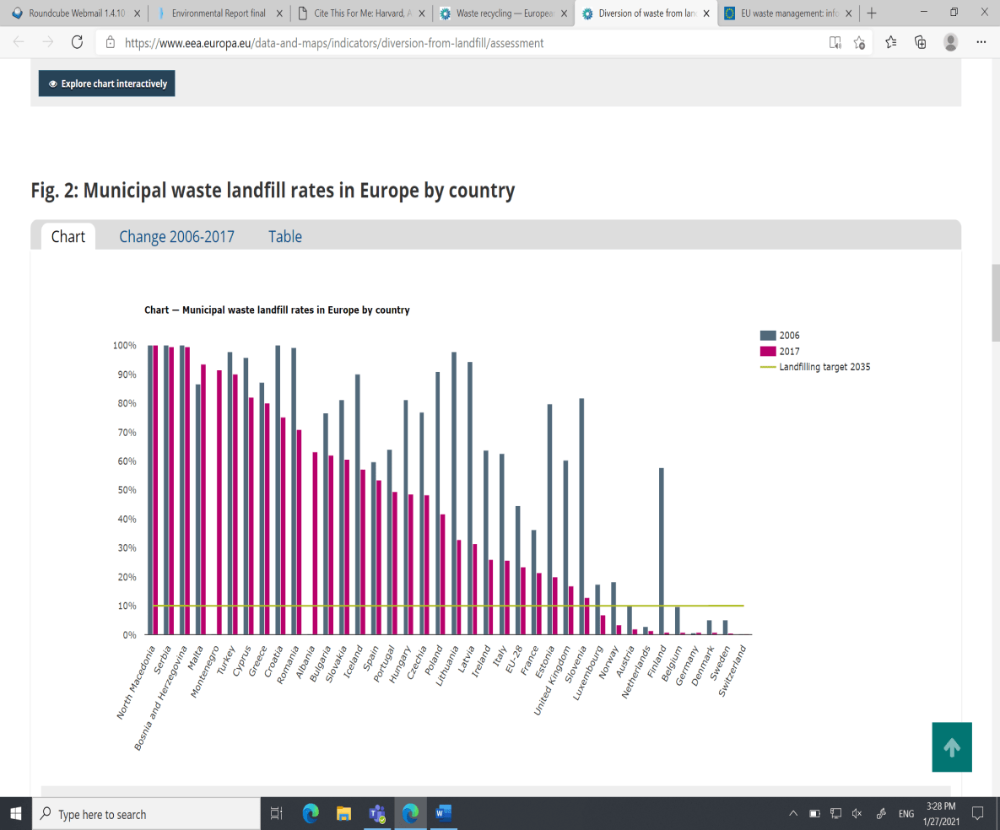 Roundcube Webmail 1.4.10
Environmental Report final
Cite This For Me: Harvard, A
Waste recycling — European
Diversion of waste from lan
EU waste management: info
https://www.eea.europa.eu/data-and-maps/indicators/diversion-from-landfill/assessment
Explore chart interactively
Fig. 2: Municipal waste landfill rates in Europe by country
Chart
Change 2006-2017
Table
Chart — Municipal waste landfill rates in Europe by country
2006
2017
Landfilling target 2035
100%
90%
80%
70%
60%
50%
40%
30%
20%
10%
0%
North Macedonia
Serbia
Bosnia and Herzegovina
Malta
Montenegro
Turkey
Cyprus
Greece
Croatia
Romania
Albania
Bulgaria
Slovakia
Iceland
Spain
Portugal
Hungary
Czechia
Poland
Lithuania
Latvia
Ireland
Italy
EU-28
France
Estonia
United Kingdom
Slovenia
Luxembourg
Norway
Austria
Netherlands
Finland
Belgium
Germany
Denmark
Sweden
Switzerland
Type here to search
ENG
3:28 PM
1/27/2021